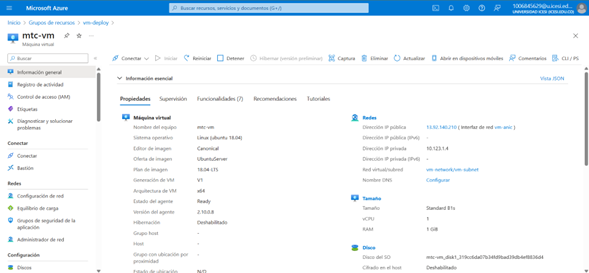 Microsoft Azure
Buscar recursos, servicios y documentos (G+/)
UNIVERSIDAD ICESI (ICESI.EDU.CO)
Inicio > Grupos de recursos > vm-deploy >
mtc-vm
Máquina virtual
Buscar
Conectar
Iniciar
Reiniciar
Detener
Hibernar (versión preliminar)
Captura
Eliminar
Actualizar
Abrir en dispositivos móviles
Comentarios
CLI / PS
Información general
Registro de actividad
Control de acceso (IAM)
Etiquetas
Diagnosticar y solucionar
problemas
Conectar
Conectar
Bastión
Redes
Configuración de red
Equilibrio de carga
Grupos de seguridad de la
aplicación
Administrador de red
Configuración
Discos
Información esencial
Vista JSON
Propiedades
Supervisión
Funcionalidades (7)
Recomendaciones
Tutoriales
Máquina virtual
Nombre del equipo mtc-vm
Sistema operativo Linux (ubuntu 18.04)
Editor de imagen Canonical
Oferta de imagen UbuntuServer
Plan de imagen 18.04-LTS
Generación de VM V1
Arquitectura de VM x64
Estado del agente Ready
Versión del agente 2.10.0.8
Hibernación Deshabilitado
Grupo host -
Host -
Grupo con ubicación por -
proximidad
Estado de ubicación N/D
Redes
Dirección IP pública 13.92.140.210 ( Interfaz de red vm-anic )
Dirección IP pública (IPv6) -
Dirección IP privada 10.123.1.4
Dirección IP privada (IPv6) -
Red virtual/subred vm-network/vm-subnet
Nombre DNS Configurar
Tamaño
Tamaño Standard B1s
vCPU 1
RAM 1 GiB
Disco
Disco del SO
Cifrado en el host Deshabilitado